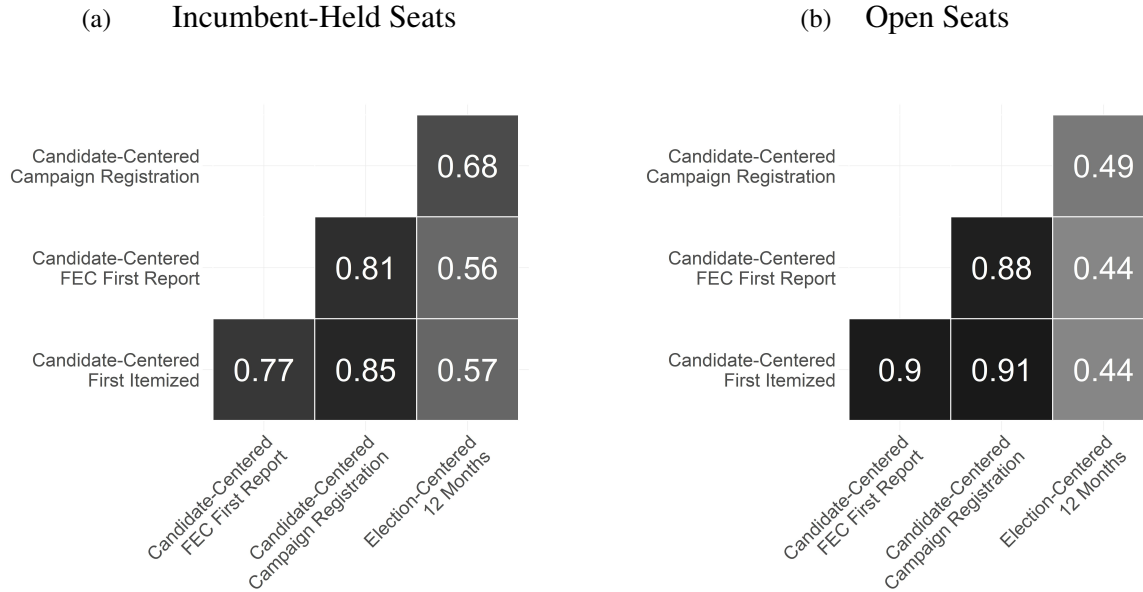 (a) Incumbent-Held Seats
Candidate-Centered
Campaign Registration
0.68
Candidate-Centered
FEC First Report
0.81 0.56
Candidate-Centered
First Itemized
0.77 0.85 0.57
Candidate-Centered
FEC First Report
Candidate-Centered
Campaign Registration
Election-Centered
12 Months
(b) Open Seats
Candidate-Centered
Campaign Registration
0.49
Candidate-Centered
FEC First Report
0.88 0.44
Candidate-Centered
First Itemized
0.9 0.91 0.44
Candidate-Centered
FEC First Report
Candidate-Centered
Campaign Registration
Election-Centered
12 Months